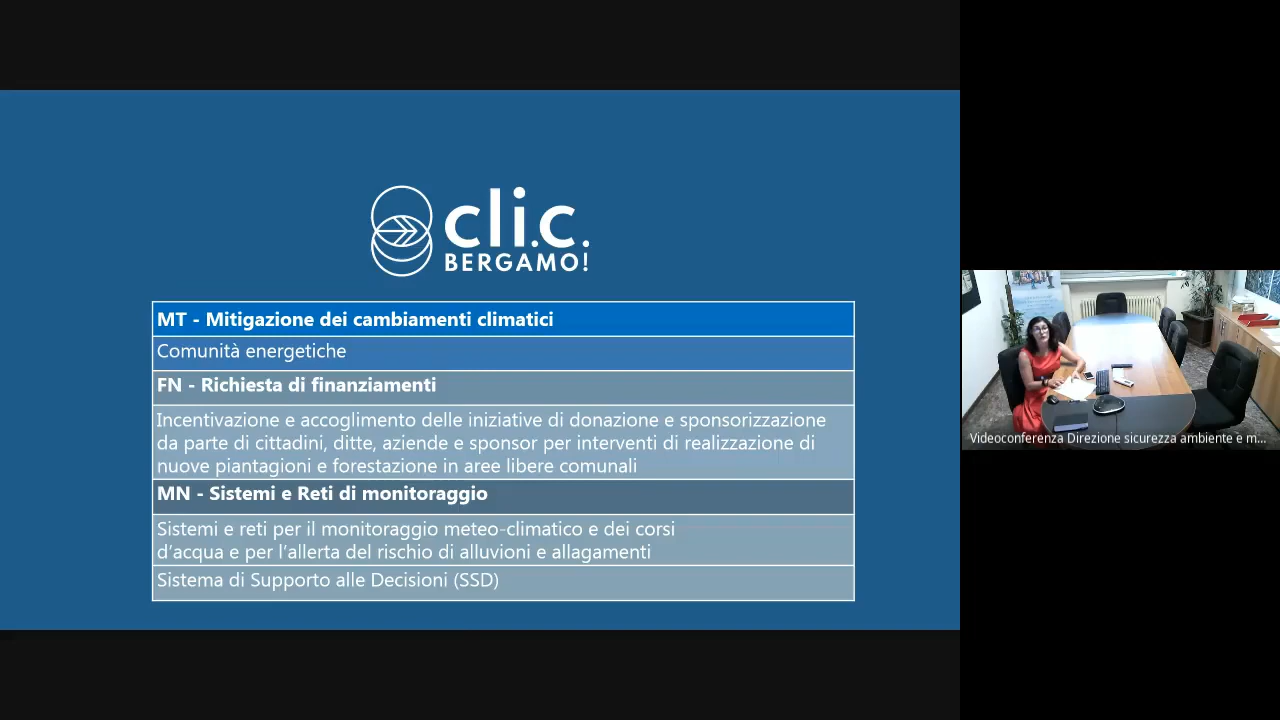 cli.c.
BERGAMO!
MT - Mitigazione dei cambiamenti climatici
Comunità energetiche
FN - Richiesta di finanziamenti
Incentivazione e accoglimento delle iniziative di donazione e sponsorizzazione
da parte di cittadini, ditte, aziende e sponsor per interventi di realizzazione di
nuove piantagioni e forestazione in aree libere comunali
MN - Sistemi e Reti di monitoraggio
Sistemi e reti per il monitoraggio meteo-climatico e dei corsi
d’acqua e per l’allerta del rischio di alluvioni e allagamenti
Sistema di Supporto alle Decisioni (SSD)
Videoconferenza Direzione sicurezza ambiente e m...